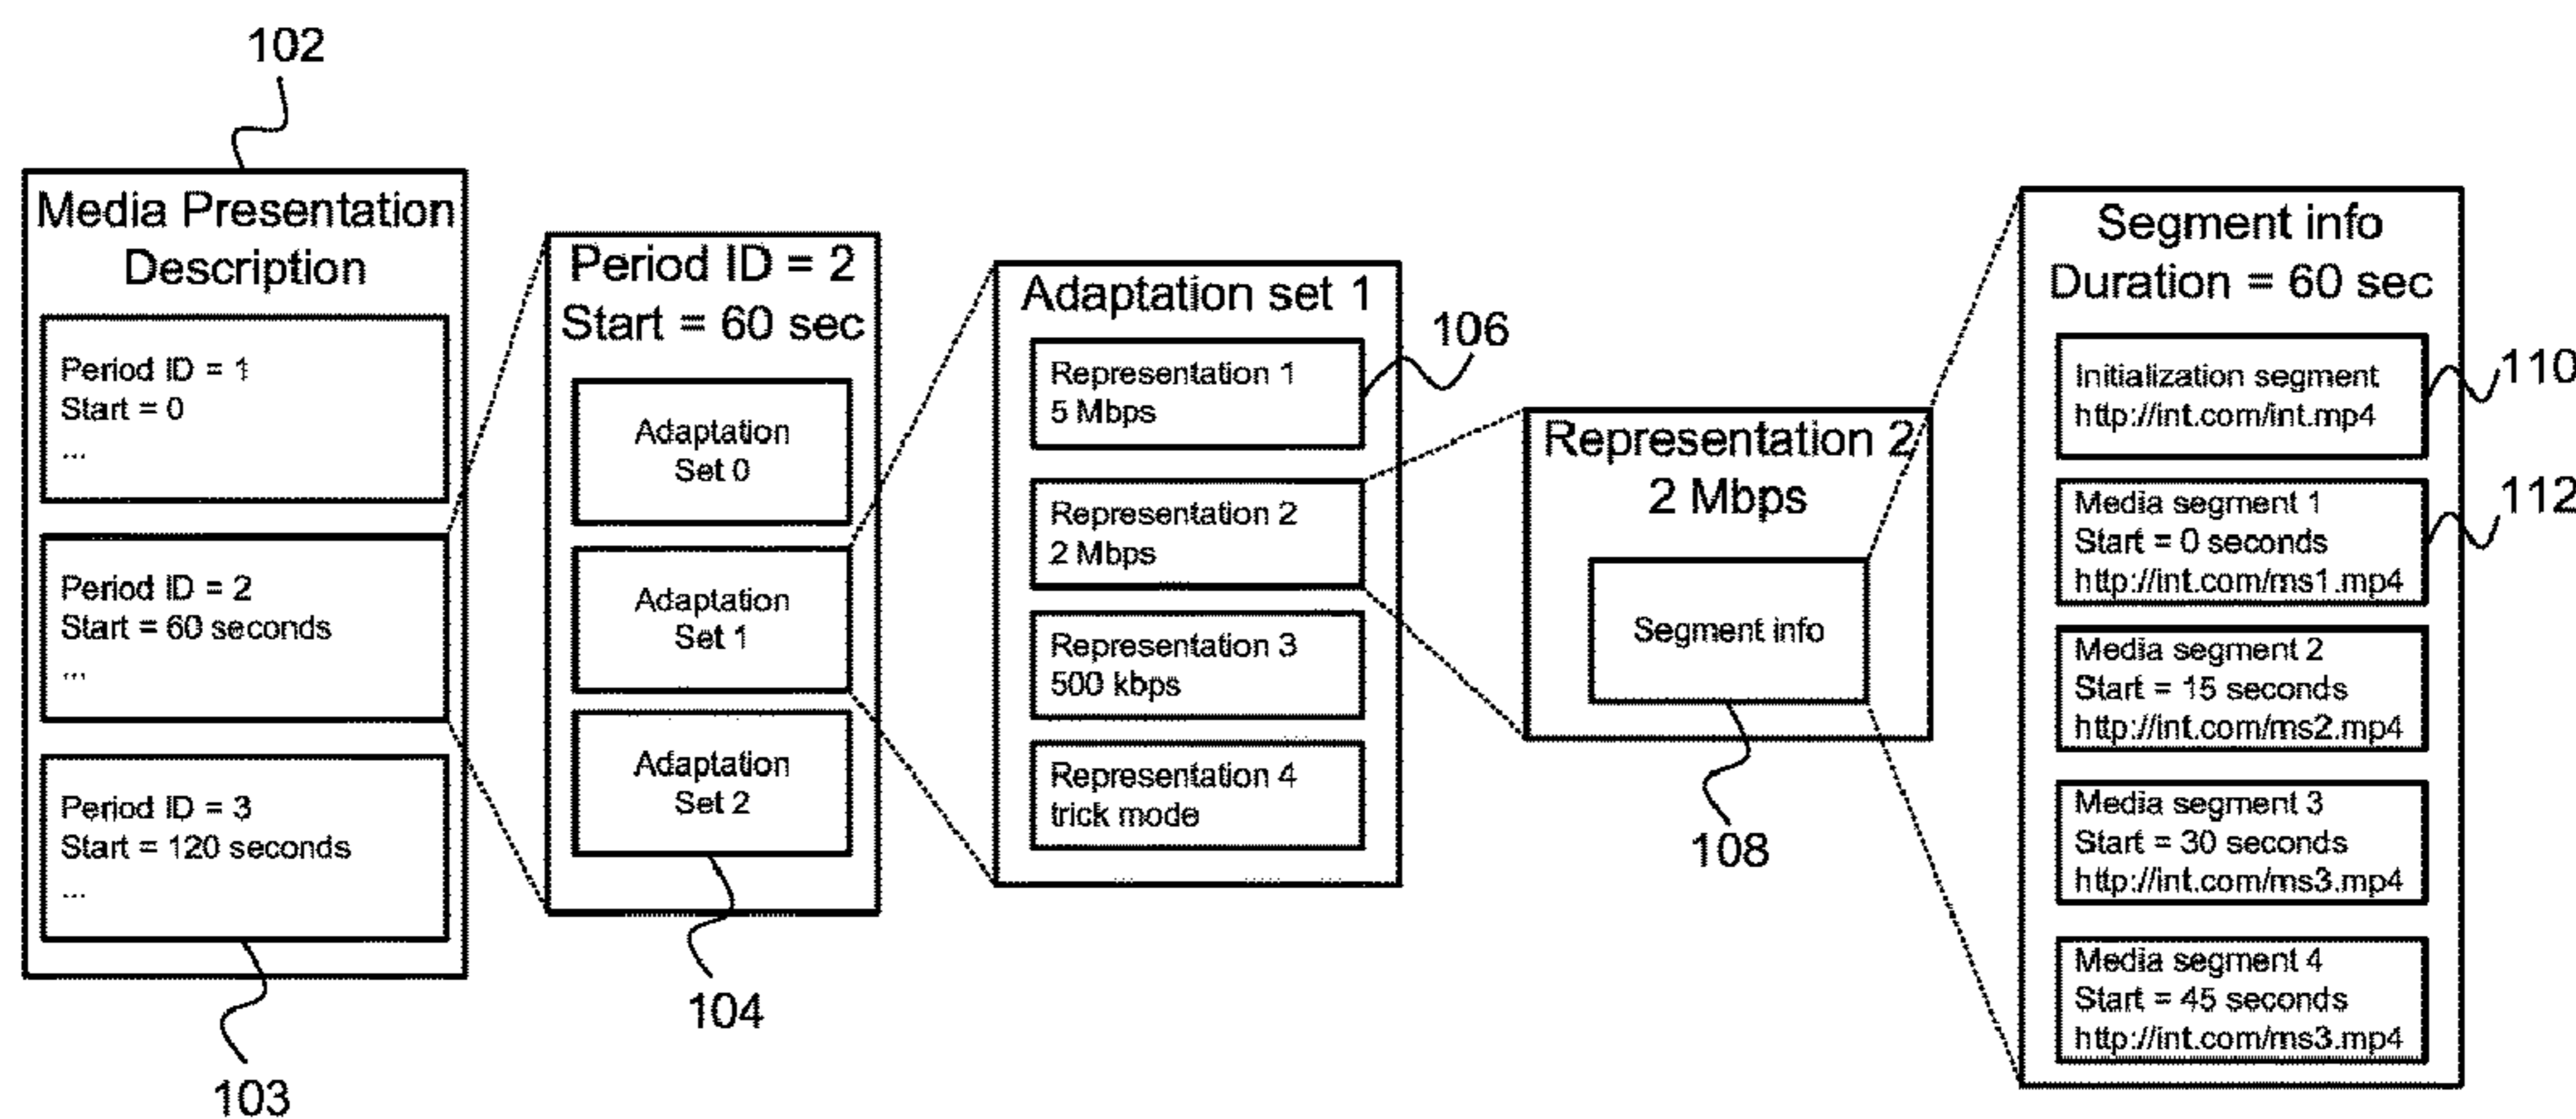 102
Media Presentation
Description
Period ID = 1
Start = 0
...
Period ID = 2
Start = 60 seconds
...
Period ID = 3
Start = 120 seconds
...
103
Period ID = 2
Start = 60 sec
Adaptation
Set 0
Adaptation
Set 1
Adaptation
Set 2
104
Adaptation set 1
106
Representation 1
5 Mbps
Representation 2
2 Mbps
Representation 3
500 kbps
Representation 4
trick mode
Representation 2
2 Mbps
Segment info
108
Segment info
Duration = 60 sec
Initialization segment
http://int.com/int.mp4
110
Media segment 1
Start = 0 seconds
http://int.com/ms1.mp4
112
Media segment 2
Start = 15 seconds
http://int.com/ms2.mp4
Media segment 3
Start = 30 seconds
http://int.com/ms3.mp4
Media segment 4
Start = 45 seconds
http://int.com/ms3.mp4